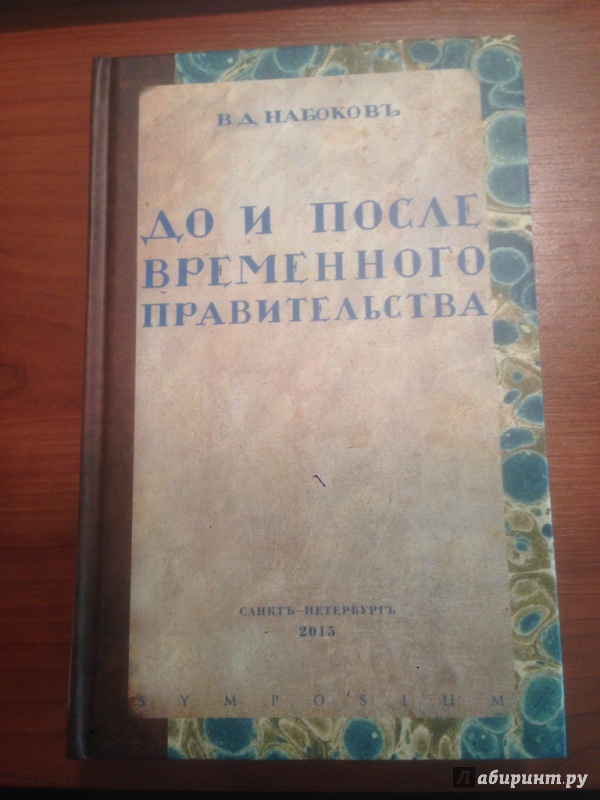 В.Д. НАБОКОВЪ
ДО И ПОСЛЕ
ВРЕМЕННОГО
ПРАВИТЕЛЬСТВА
САНКТЪ–ПЕТЕРБУРГЪ
2015
SYMPOSIUM
Лабиринт.ру